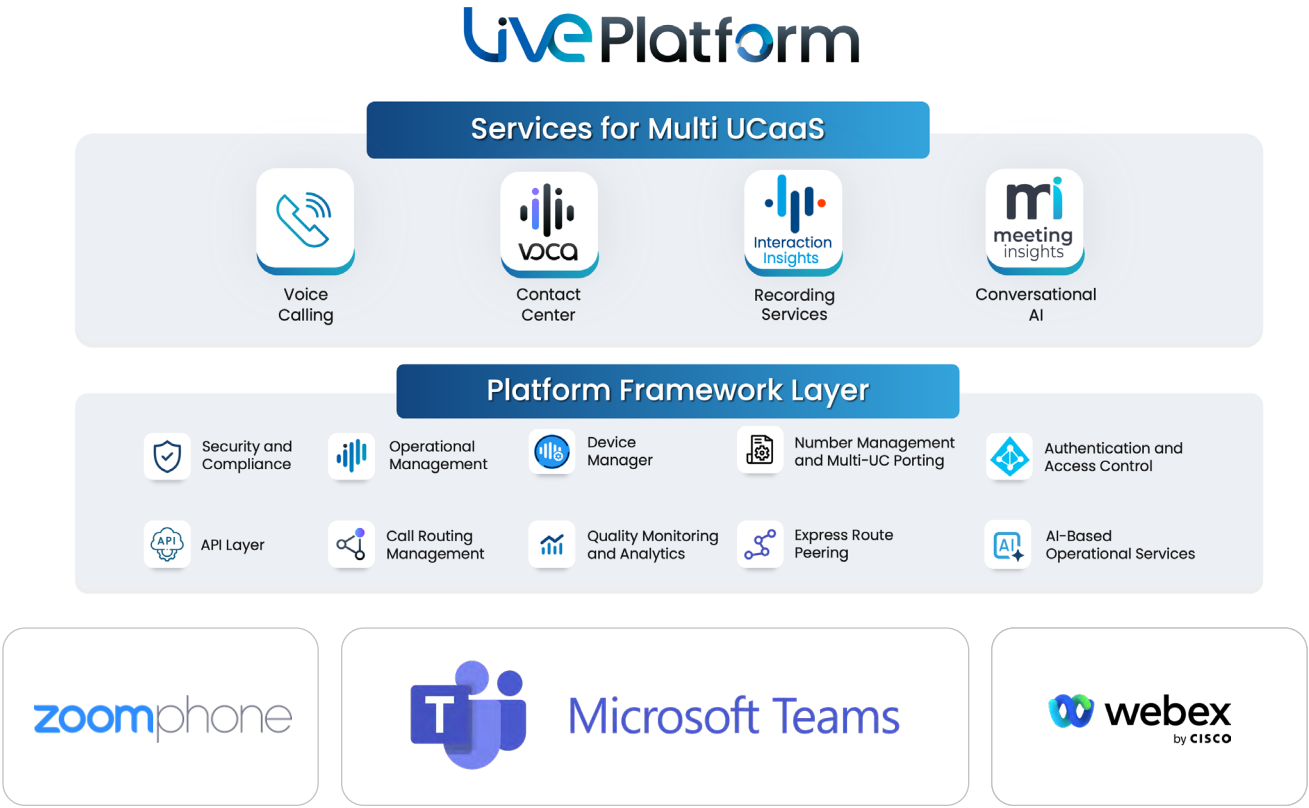 Live Platform
Services for Multi UCaaS
VOCA
Interaction
Insights
mi
meeting
insights
Voice
Calling
Contact
Center
Recording
Services
Conversational
AI
Platform Framework Layer
Security and
Compliance
Operational
Management
Device
Manager
Number Management
and Multi-UC Porting
Authentication and
Access Control
API
API Layer
Call Routing
Management
Quality Monitoring
and Analytics
Express Route
Peering
AI
AI-Based
Operational Services
zoomphone
T
Microsoft Teams
webex
by CISCO